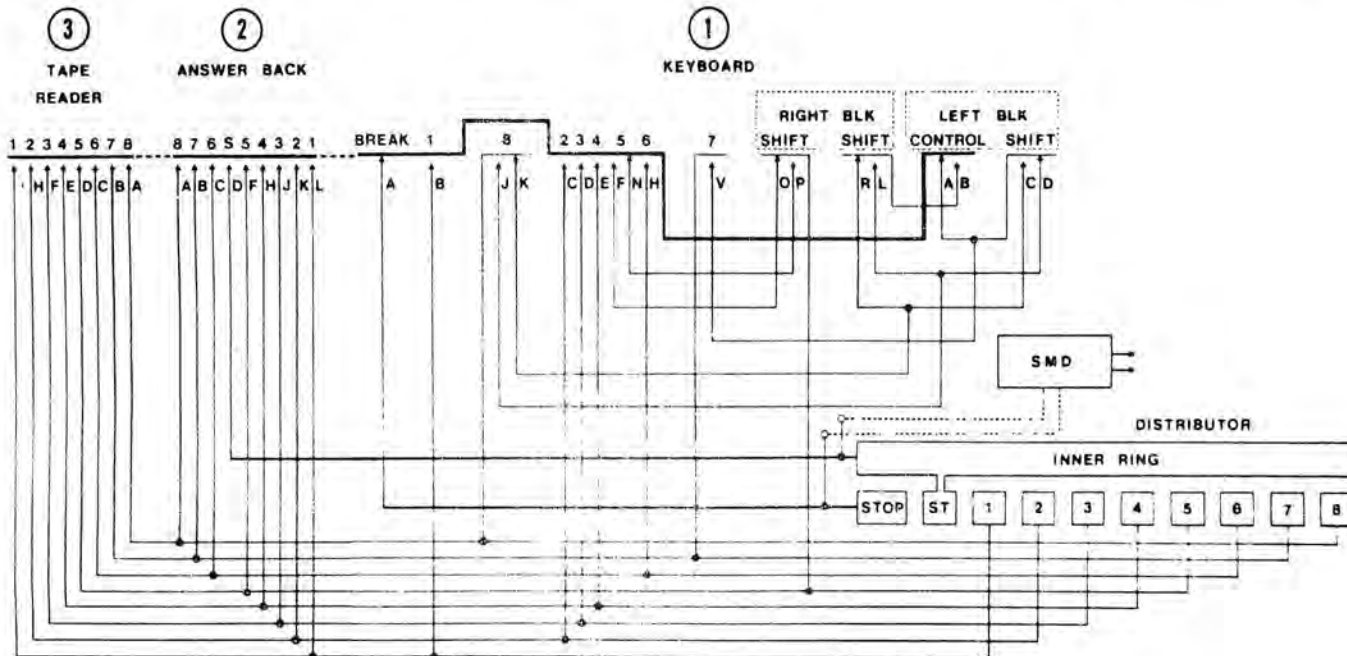 3 2 1
TAPE ANSWER BACK KEYBOARD
READER
RIGHT BLK LEFT BLK
1 2 3 4 5 6 7 8 8 7 6 S 5 4 3 2 1 BREAK 1 8 2 3 4 5 6 7 SHIFT SHIFT CONTROL SHIFT
H F E D C B A A B C D F H J K L A B J K C D E F N H V O P R L A B C D
SMD
DISTRIBUTOR
INNER RING
STOP ST 1 2 3 4 5 6 7 8